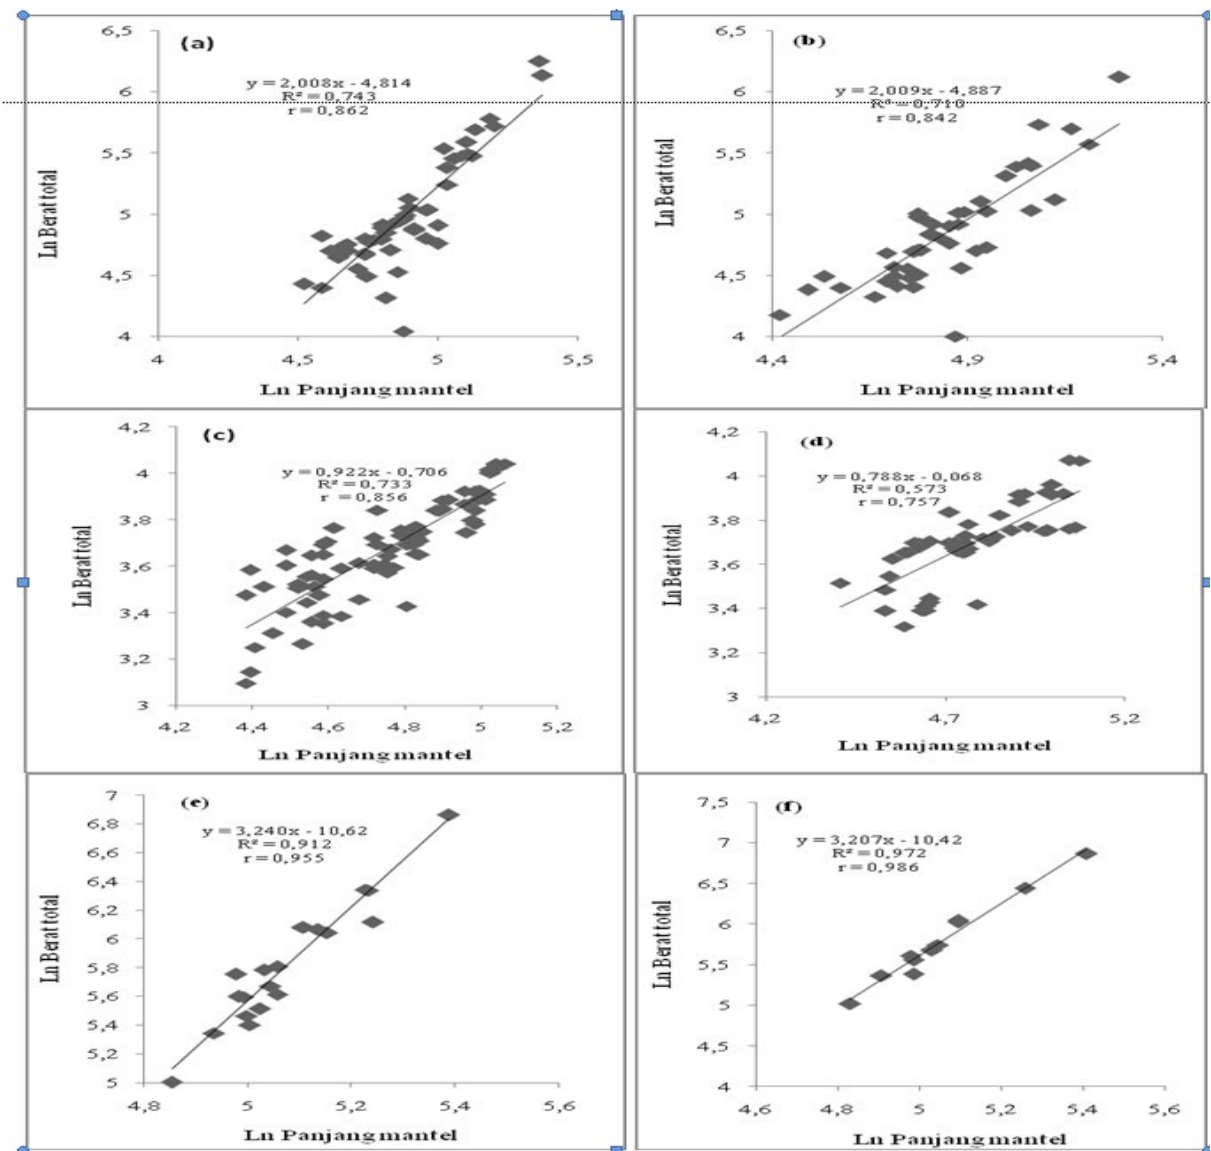 (a)
y = 2,008x - 4,814
R² = 0,743
r = 0,862
6,5
6
5,5
5
4,5
4
4
4,5
5
5,5
Ln Berat total
Ln Panjang mantel
(b)
y = 2,009x - 4,887
R² = 0,710
r = 0,842
6,5
6
5,5
5
4,5
4
4,4
4,9
5,4
Ln Berat total
Ln Panjang mantel
(c)
y = 0,922x - 0,706
R² = 0,733
r = 0,856
4,2
4
3,8
3,6
3,4
3,2
3
4,2
4,4
4,6
4,8
5
5,2
Ln Berat total
Ln Panjang mantel
(d)
y = 0,788x - 0,068
R² = 0,573
r = 0,757
4,2
4
3,8
3,6
3,4
3,2
3
4,2
4,7
5,2
Ln Berat total
Ln Panjang mantel
(e)
y = 3,240x - 10,62
R² = 0,912
r = 0,955
7
6,8
6,6
6,4
6,2
6
5,8
5,6
5,4
5,2
5
4,8
5
5,2
5,4
5,6
Ln Berat total
Ln Panjang mantel
(f)
y = 3,207x - 10,42
R² = 0,972
r = 0,986
7,5
7
6,5
6
5,5
5
4,5
4
4,6
4,8
5
5,2
5,4
5,6
Ln Berat total
Ln Panjang mantel